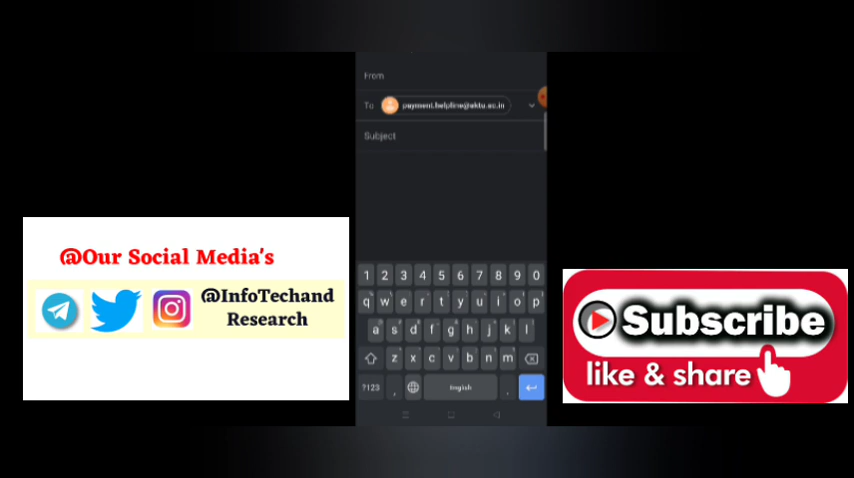 From
To payment.helpline@aktu.ac.in
Subject
@Our Social Media's
@InfoTechand
Research
1 2 3 4 5 6 7 8 9 0
q w e r t y u i o p
a s d f g h j k l
z x c v b n m
?123 , English .
Subscribe
like & share